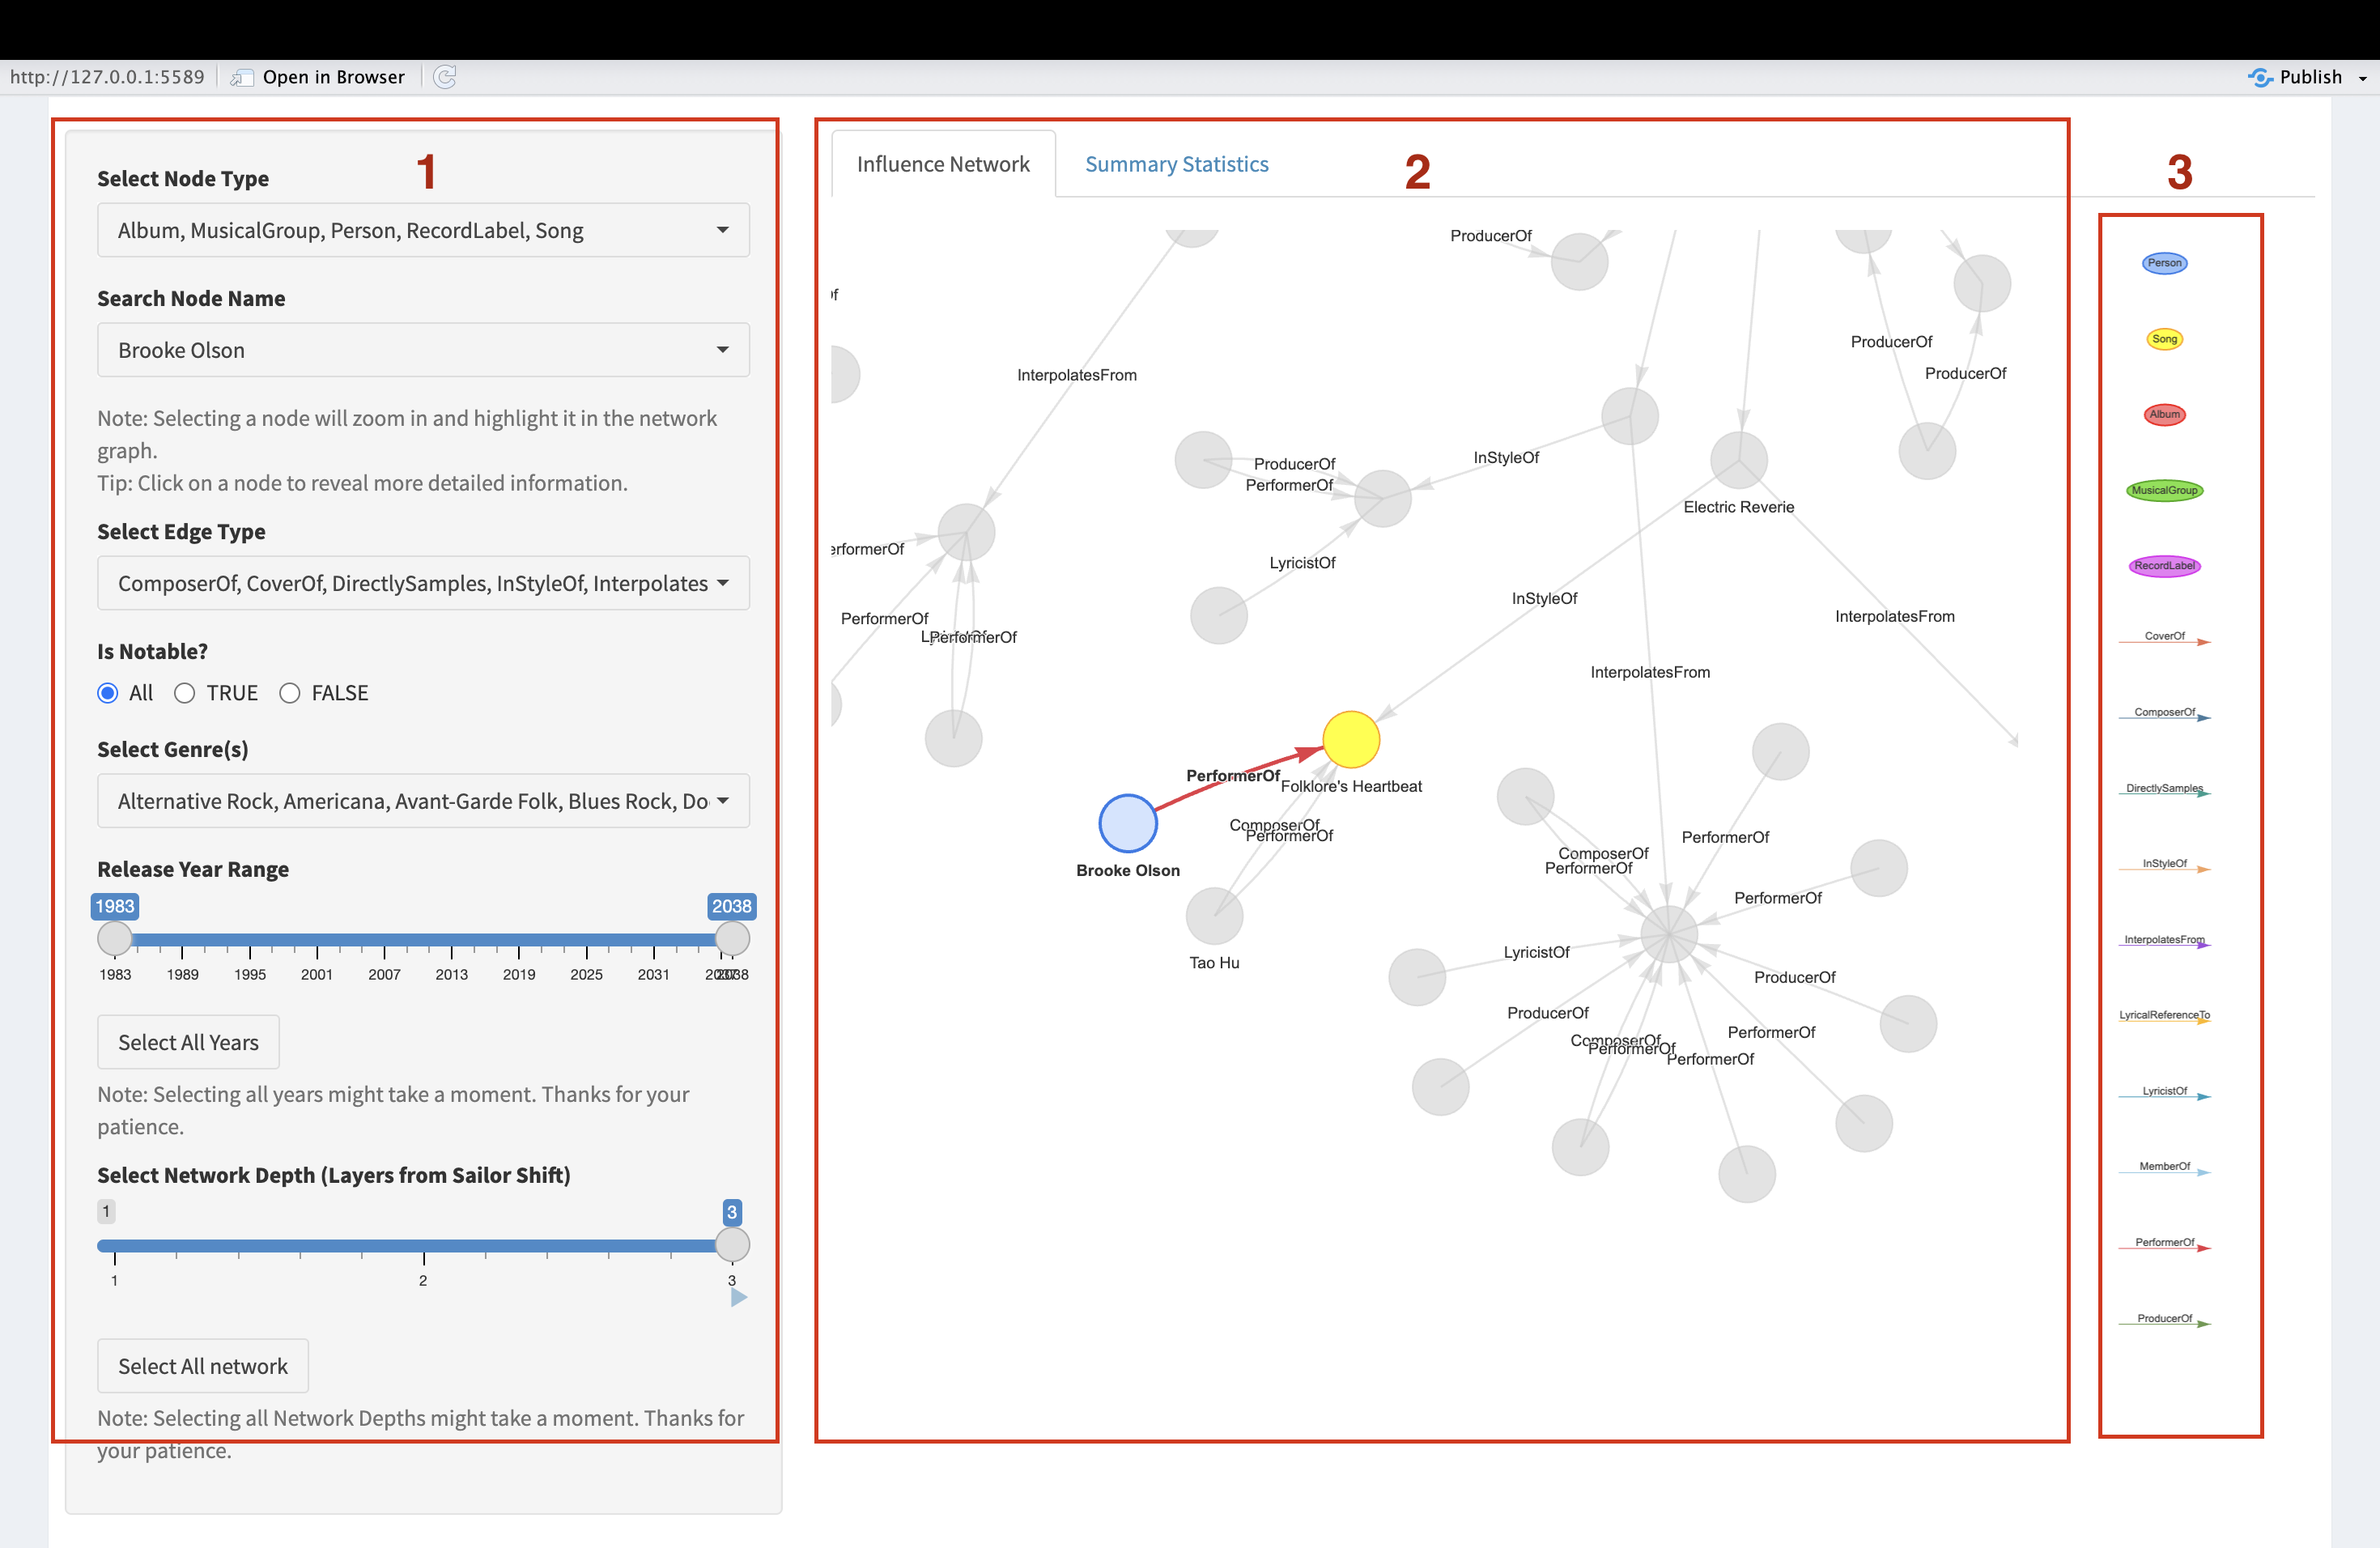 http://127.0.0.1:5589
Open in Browser
Publish
1
Select Node Type
Album, MusicalGroup, Person, RecordLabel, Song
Search Node Name
Brooke Olson
Note: Selecting a node will zoom in and highlight it in the network
graph.
Tip: Click on a node to reveal more detailed information.
Select Edge Type
ComposerOf, CoverOf, DirectlySamples, InStyleOf, Interpolates
Is Notable?
All
TRUE
FALSE
Select Genre(s)
Alternative Rock, Americana, Avant-Garde Folk, Blues Rock, Do
Release Year Range
1983
2038
1983 1989 1995 2001 2007 2013 2019 2025 2031 2037 2038
Select All Years
Note: Selecting all years might take a moment. Thanks for your
patience.
Select Network Depth (Layers from Sailor Shift)
1
3
1 2 3
Select All network
Note: Selecting all Network Depths might take a moment. Thanks for
your patience.
Influence Network
Summary Statistics
2
ProducerOf
Of
InterpolatesFrom
ProducerOf
ProducerOf
ProducerOf
PerformerOf
InStyleOf
Electric Reverie
erformerOf
LyricistOf
InStyleOf
PerformerOf
LyricistOf
PerformerOf
InterpolatesFrom
InterpolatesFrom
PerformerOf
Folklore's Heartbeat
ComposerOf
PerformerOf
Brooke Olson
Tao Hu
PerformerOf
ComposerOf
PerformerOf
PerformerOf
LyricistOf
ProducerOf
ProducerOf
PerformerOf
ComposerOf
PerformerOf
PerformerOf
3
Person
Song
Album
MusicalGroup
RecordLabel
CoverOf
ComposerOf
DirectlySamples
InStyleOf
InterpolatesFrom
LyricalReferenceTo
LyricistOf
MemberOf
PerformerOf
ProducerOf